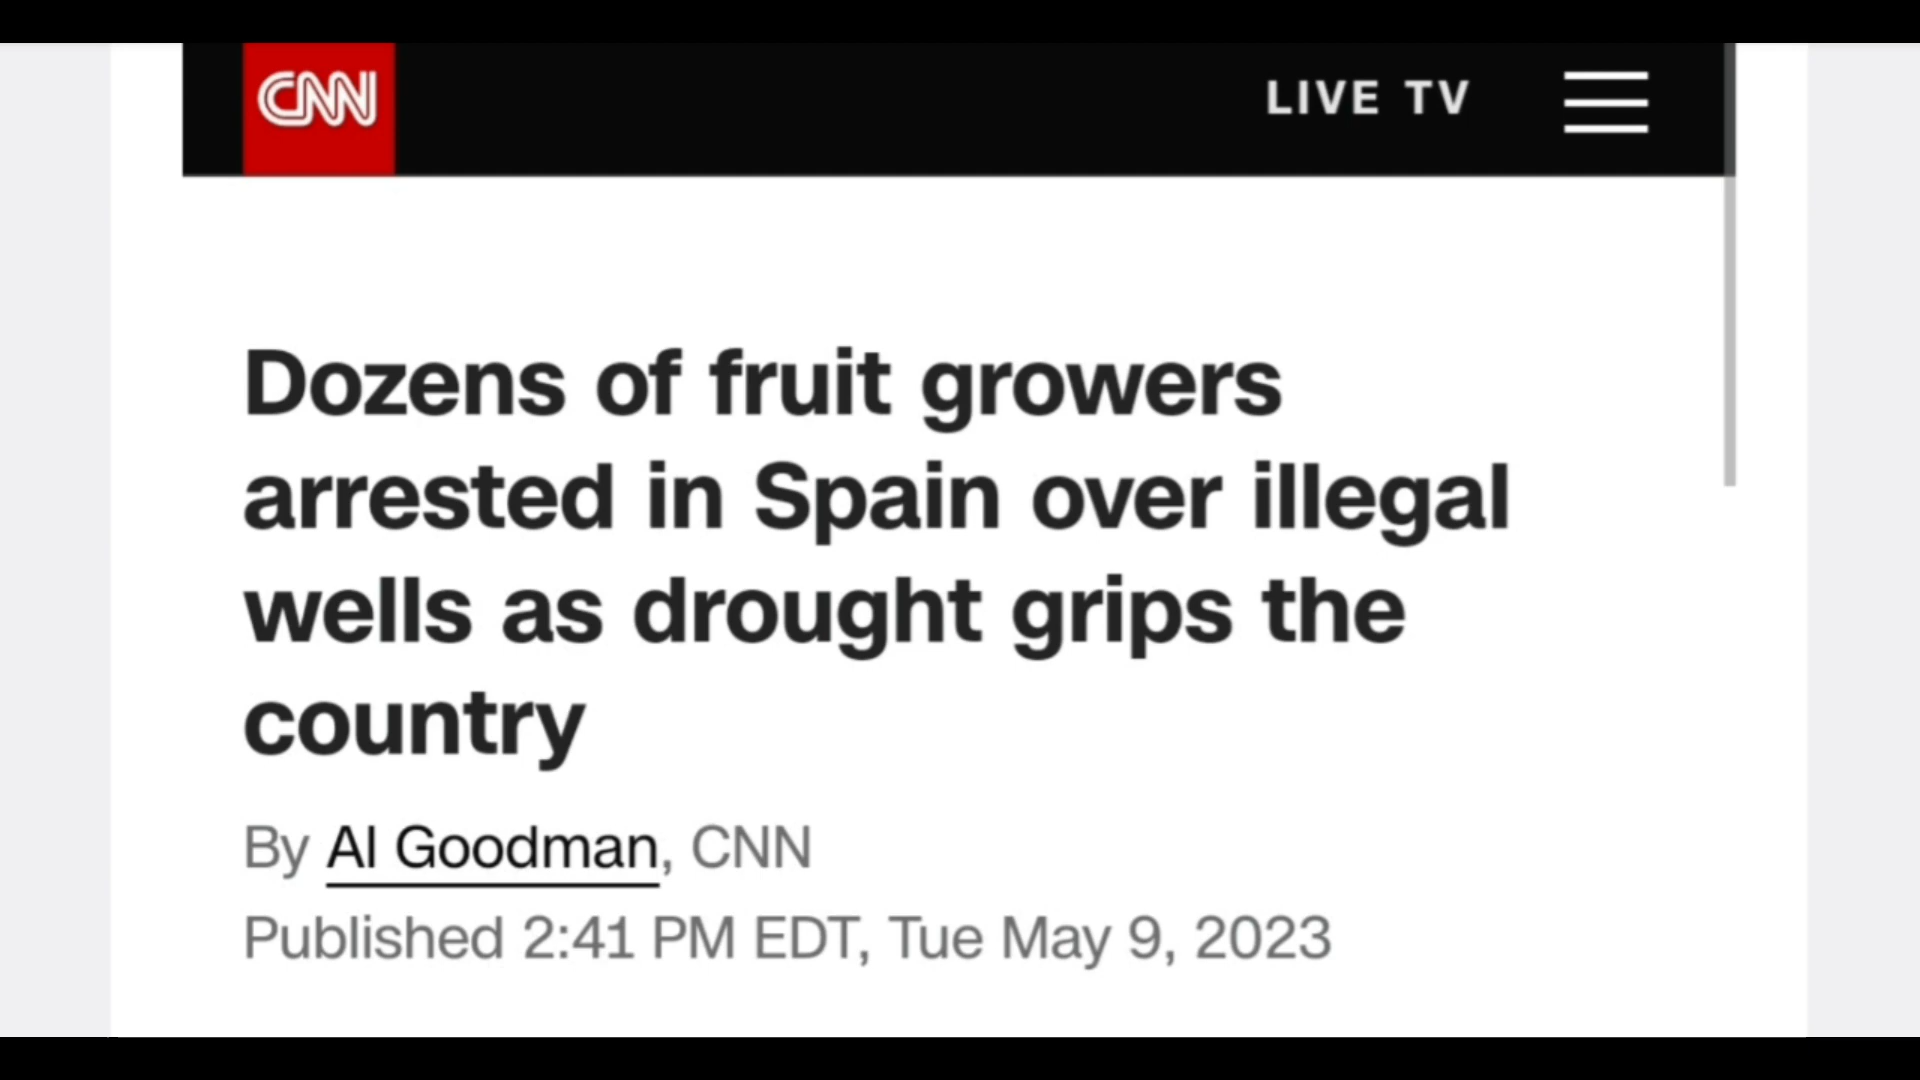 CNN
LIVE TV
Dozens of fruit growers
arrested in Spain over illegal
wells as drought grips the
country
By Al Goodman, CNN
Published 2:41 PM EDT, Tue May 9, 2023